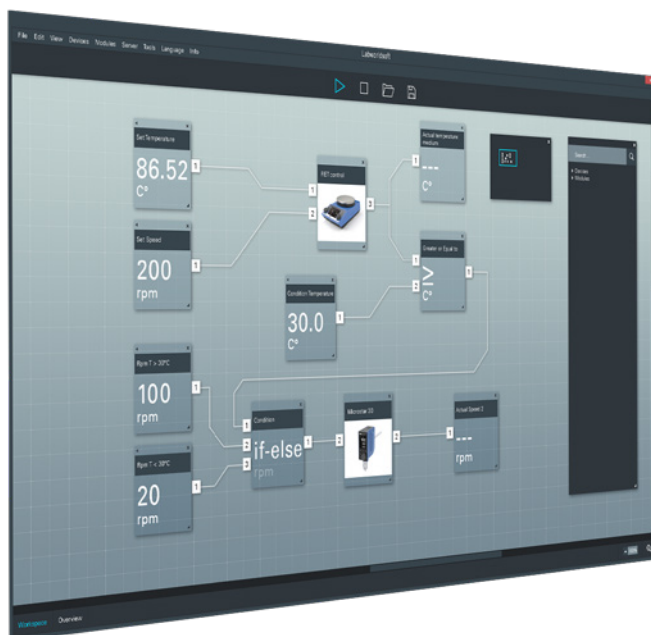 File Edit View Devices Modules Server Tools Language Info
Labworldsoft
Set Temperature
86.52
C°
1
Set Speed
200
rpm
1
RET control
1
2
3
Actual temperature
medium
1
---
C°
Greater or Equal to
1
2
≥
C°
1
Condition Temperature
30.0
C°
1
Search...
Devices
Modules
Rpm T > 30°C
100
rpm
1
Rpm T < 30°C
20
rpm
1
Condition
1
2
3
if-else
rpm
1
Microstar 30
2
2
Actual Speed 2
1
---
rpm
Workspace Overview